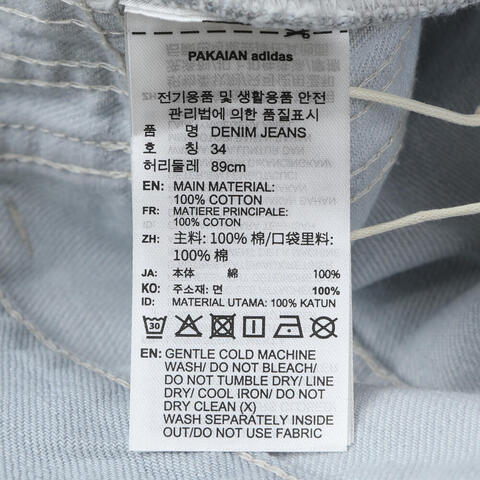 PAKAIAN adidas
전기용품 및 생활용품 안전
관리법에 의한 품질표시
품 명 DENIM JEANS
호 칭 34
허리둘레 89cm
EN: MAIN MATERIAL:
100% COTTON
FR: MATIERE PRINCIPALE:
100% COTON
ZH: 主料: 100% 棉/口袋里料:
100% 棉
JA: 本体 綿 100%
KO: 주소재: 면 100%
ID: MATERIAL UTAMA: 100% KATUN
30
EN: GENTLE COLD MACHINE
WASH/ DO NOT BLEACH/
DO NOT TUMBLE DRY/ LINE
DRY/ COOL IRON/ DO NOT
DRY CLEAN (X)
WASH SEPARATELY INSIDE
OUT/DO NOT USE FABRIC